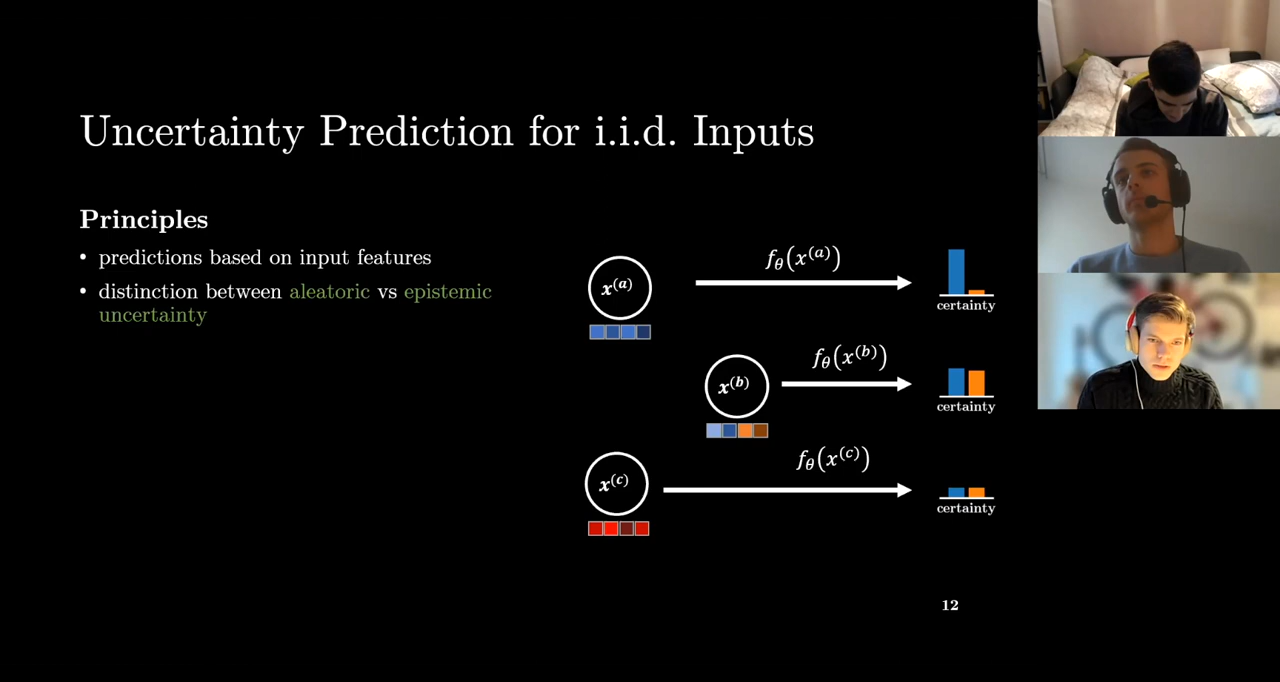 Uncertainty Prediction for i.i.d. Inputs
Principles
• predictions based on input features
• distinction between aleatoric vs epistemic
uncertainty
x⁽ᵃ⁾
f_θ(x⁽ᵃ⁾)
certainty
x⁽ᵇ⁾
f_θ(x⁽ᵇ⁾)
certainty
x⁽ᶜ⁾
f_θ(x⁽ᶜ⁾)
certainty
12